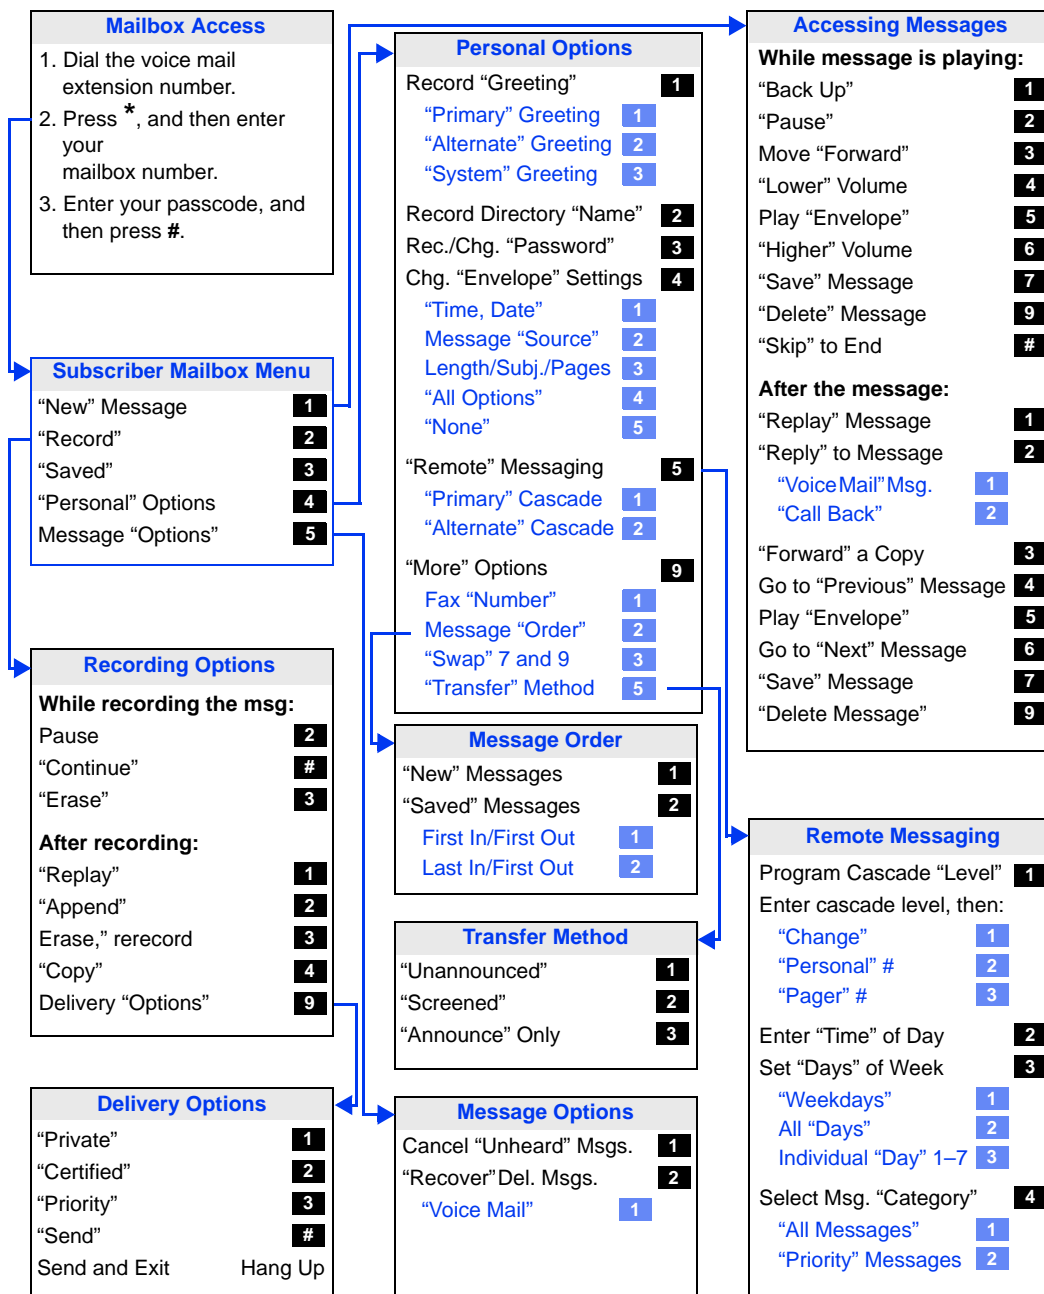 Mailbox Access
1. Dial the voice mail
extension number.
2. Press *, and then enter
your
mailbox number.
3. Enter your passcode, and
then press #.
Subscriber Mailbox Menu
“New” Message 1
“Record” 2
“Saved” 3
“Personal” Options 4
Message “Options” 5
Recording Options
While recording the msg:
Pause 2
“Continue” #
“Erase” 3
After recording:
“Replay” 1
“Append” 2
Erase,” rerecord 3
“Copy” 4
Delivery “Options” 9
Delivery Options
“Private” 1
“Certified” 2
“Priority” 3
“Send” #
Send and Exit Hang Up
Personal Options
Record “Greeting” 1
“Primary” Greeting 1
“Alternate” Greeting 2
“System” Greeting 3
Record Directory “Name” 2
Rec./Chg. “Password” 3
Chg. “Envelope” Settings 4
“Time, Date” 1
Message “Source” 2
Length/Subj./Pages 3
“All Options” 4
“None” 5
“Remote” Messaging 5
“Primary” Cascade 1
“Alternate” Cascade 2
“More” Options 9
Fax “Number” 1
Message “Order” 2
“Swap” 7 and 9 3
“Transfer” Method 5
Message Order
“New” Messages 1
“Saved” Messages 2
First In/First Out 1
Last In/First Out 2
Transfer Method
“Unannounced” 1
“Screened” 2
“Announce” Only 3
Message Options
Cancel “Unheard” Msgs. 1
“Recover” Del. Msgs. 2
“Voice Mail” 1
Accessing Messages
While message is playing:
“Back Up” 1
“Pause” 2
Move “Forward” 3
“Lower” Volume 4
Play “Envelope” 5
“Higher” Volume 6
“Save” Message 7
“Delete” Message 9
“Skip” to End #
After the message:
“Replay” Message 1
“Reply” to Message 2
“Voice Mail” Msg. 1
“Call Back” 2
“Forward” a Copy 3
Go to “Previous” Message 4
Play “Envelope” 5
Go to “Next” Message 6
“Save” Message 7
“Delete Message” 9
Remote Messaging
Program Cascade “Level” 1
Enter cascade level, then:
“Change” 1
“Personal” # 2
“Pager” # 3
Enter “Time” of Day 2
Set “Days” of Week 3
“Weekdays” 1
All “Days” 2
Individual “Day” 1–7 3
Select Msg. “Category” 4
“All Messages” 1
“Priority” Messages 2